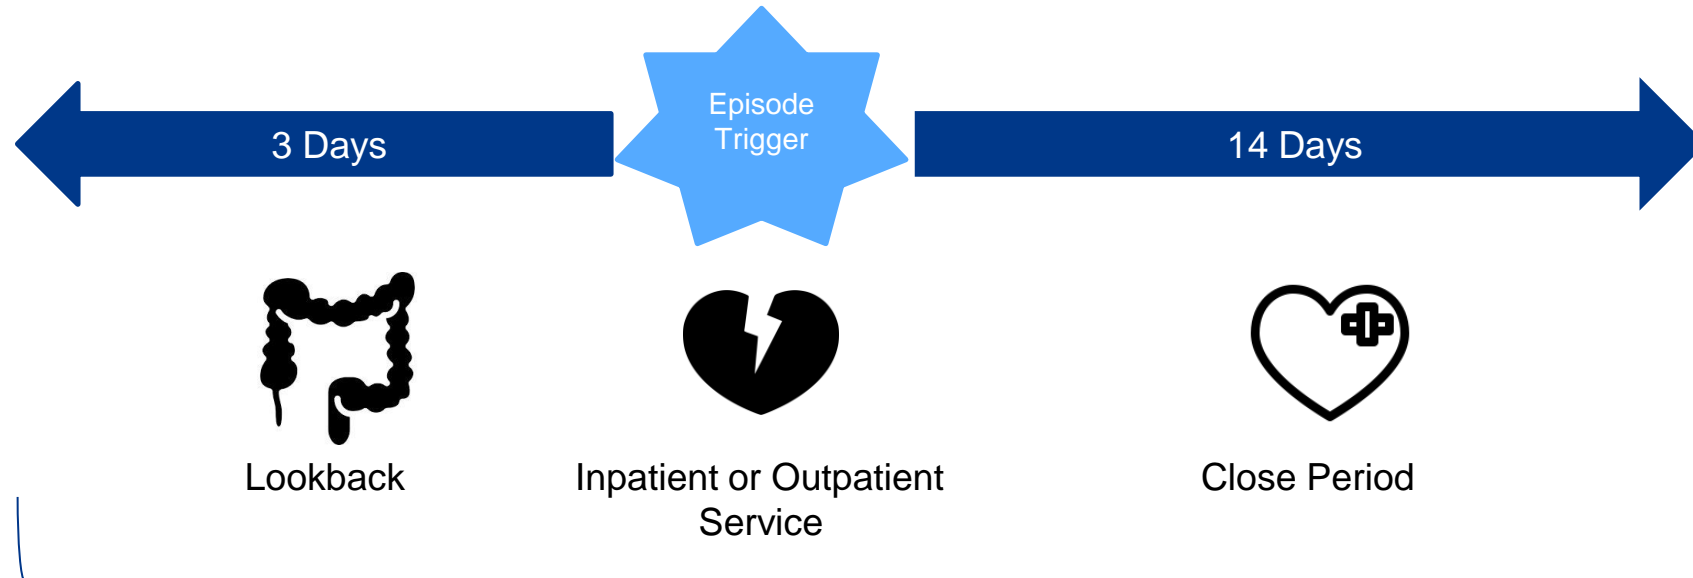 Episode
Trigger
3 Days
14 Days
Lookback
Inpatient or Outpatient
Service
Close Period